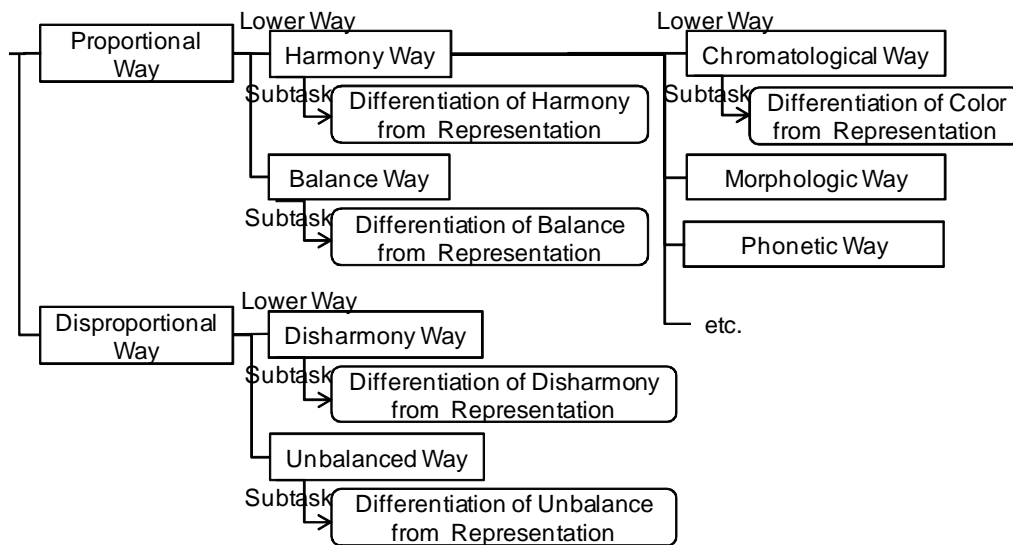 Lower Way
Lower Way
Proportional
Way
Harmony Way
Chromatological Way
Subtask
Differentiation of Harmony
from Representation
Subtask
Differentiation of Color
from Representation
Balance Way
Morphologic Way
Subtask
Differentiation of Balance
from Representation
Phonetic Way
Lower Way
etc.
Disproportional
Way
Disharmony Way
Subtask
Differentiation of Disharmony
from Representation
Unbalanced Way
Subtask
Differentiation of Unbalance
from Representation